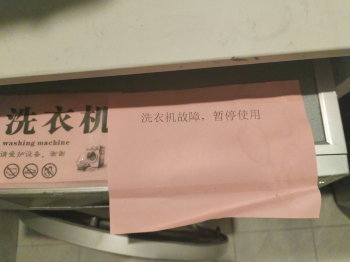 洗衣机
washing machine
请爱护设备，谢谢
洗衣机故障，暂停使用